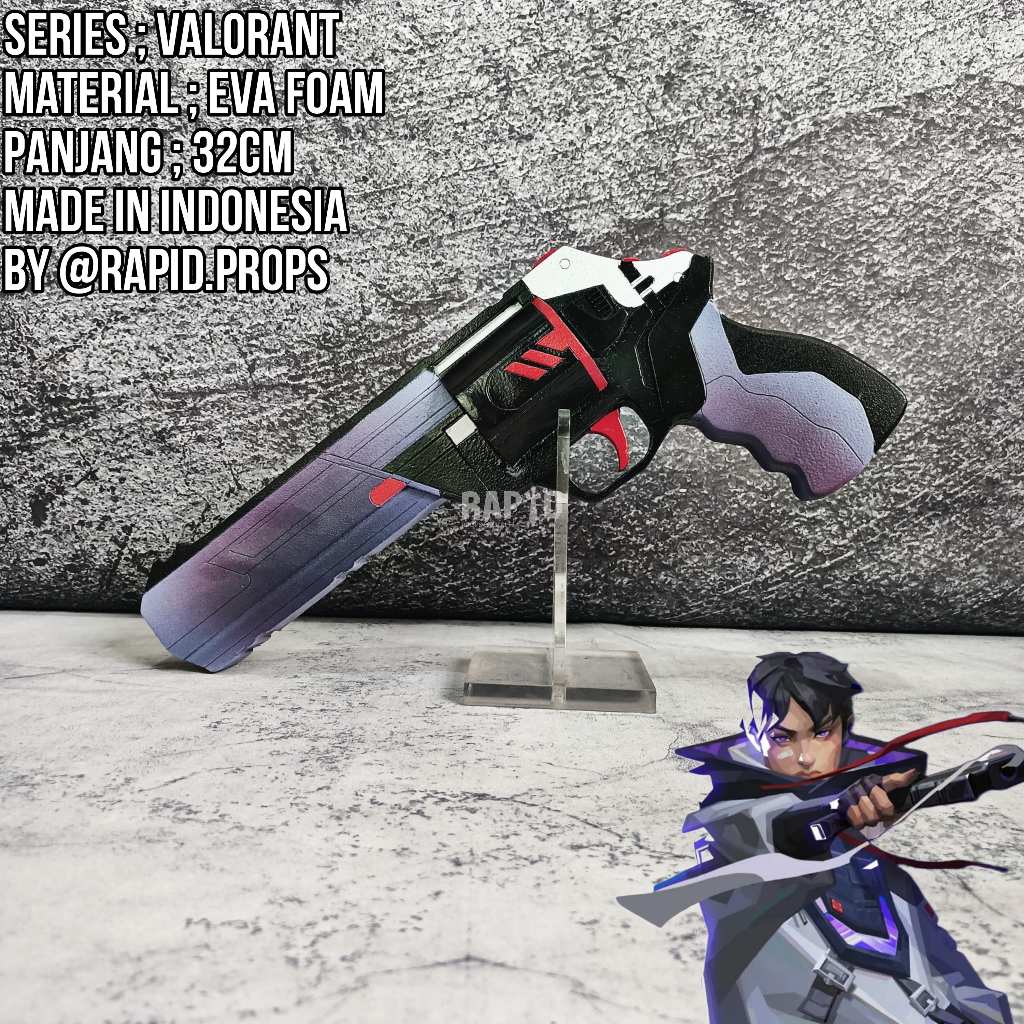 SERIES ; VALORANT
MATERIAL ; EVA FOAM
PANJANG ; 32CM
MADE IN INDONESIA
BY @RAPID.PROPS
RAPID